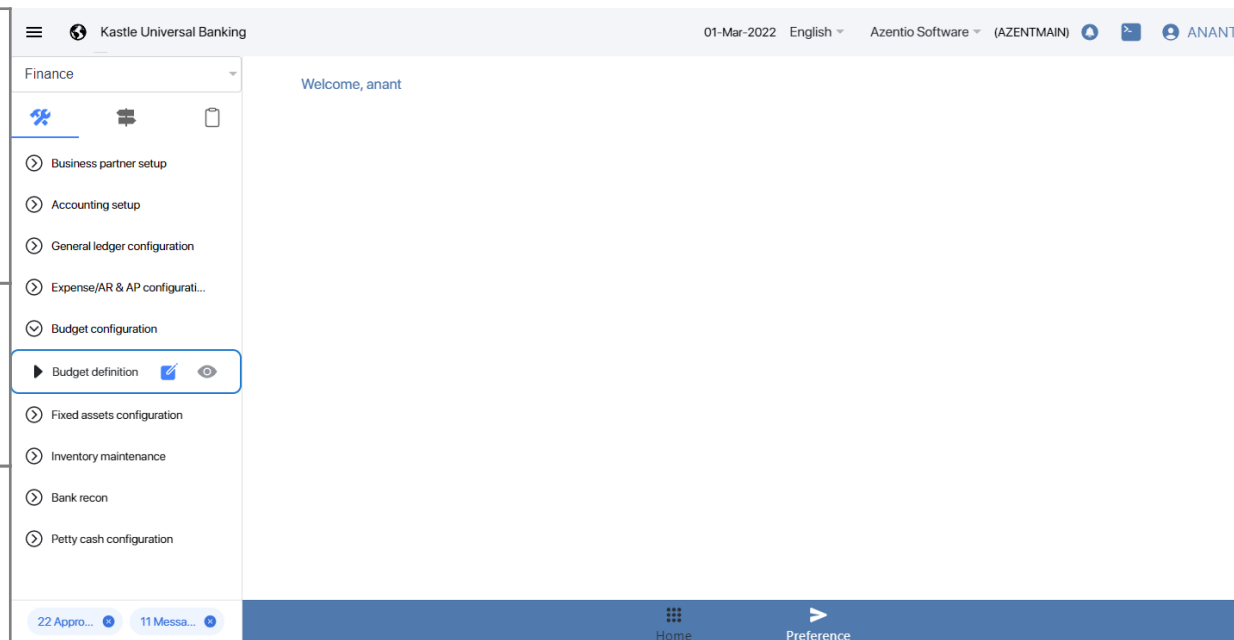 Kastle Universal Banking
01-Mar-2022 English Azentio Software (AZENTMAIN) ANANT
Finance
Welcome, anant
Business partner setup
Accounting setup
General ledger configuration
Expense/AR & AP configurati...
Budget configuration
Budget definition
Fixed assets configuration
Inventory maintenance
Bank recon
Petty cash configuration
22 Appro... 11 Messa...
Home Preference